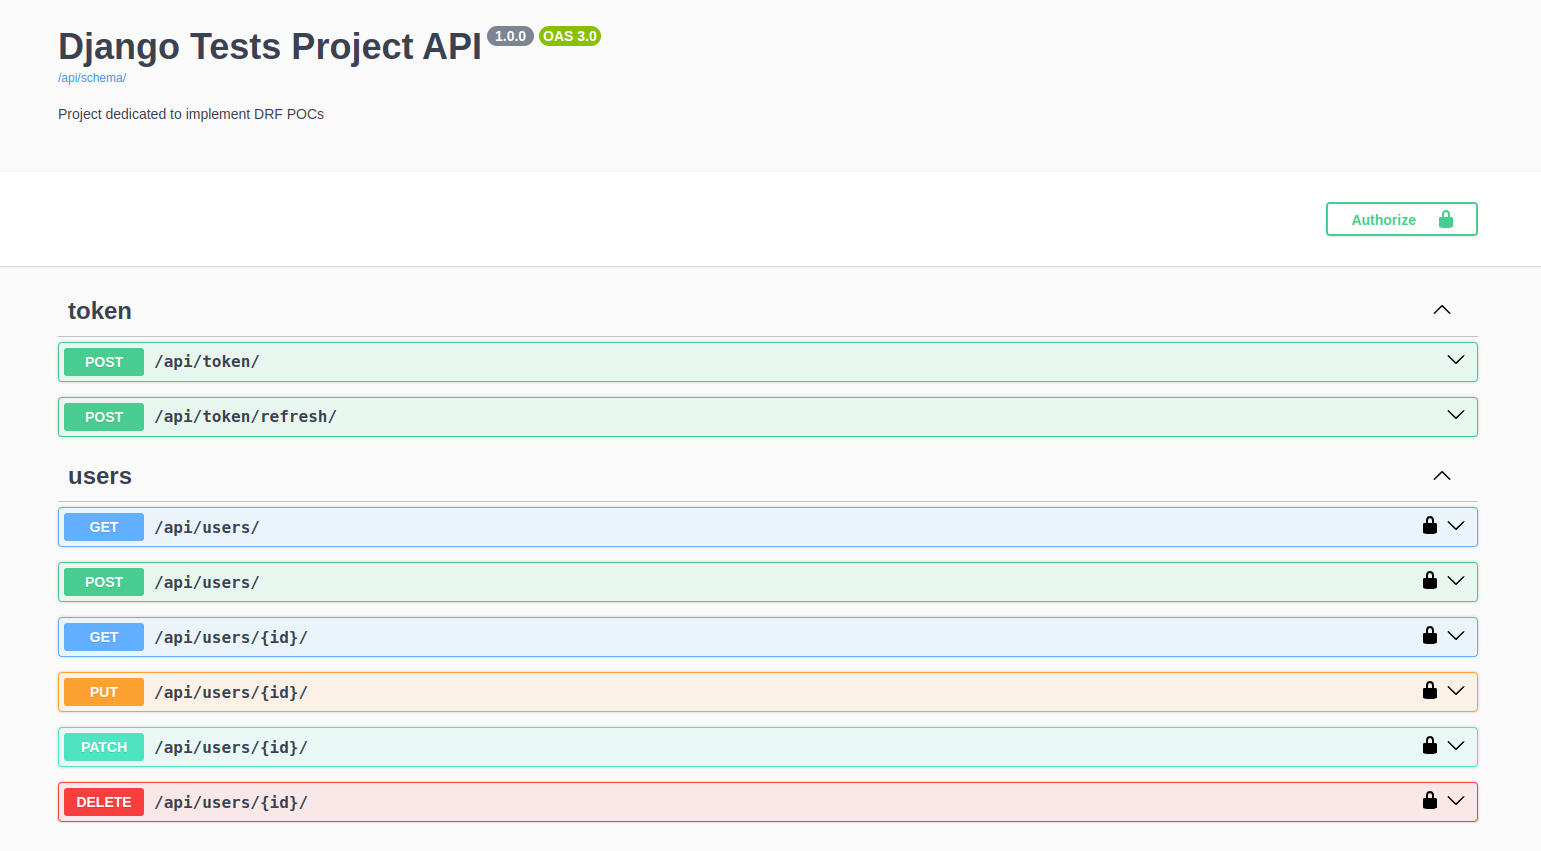 Django Tests Project API 1.0.0 OAS 3.0
/api/schema/
Project dedicated to implement DRF POCs
Authorize
token
POST /api/token/
POST /api/token/refresh/
users
GET /api/users/
POST /api/users/
GET /api/users/{id}/
PUT /api/users/{id}/
PATCH /api/users/{id}/
DELETE /api/users/{id}/